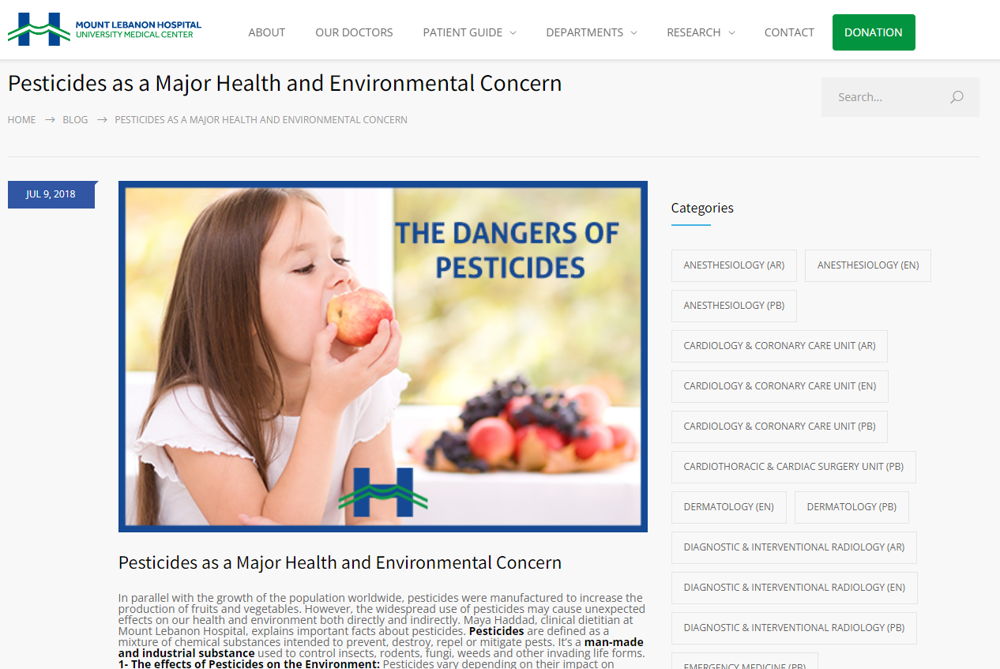 MOUNT LEBANON HOSPITAL
UNIVERSITY MEDICAL CENTER
ABOUT
OUR DOCTORS
PATIENT GUIDE
DEPARTMENTS
RESEARCH
CONTACT
DONATION
Pesticides as a Major Health and Environmental Concern
Search...
HOME → BLOG → PESTICIDES AS A MAJOR HEALTH AND ENVIRONMENTAL CONCERN
JUL 9, 2018
THE DANGERS OF
PESTICIDES
Pesticides as a Major Health and Environmental Concern
In parallel with the growth of the population worldwide, pesticides were manufactured to increase the
production of fruits and vegetables. However, the widespread use of pesticides may cause unexpected
effects on our health and environment both directly and indirectly. Maya Haddad, clinical dietitian at
Mount Lebanon Hospital, explains important facts about pesticides. Pesticides are defined as a
mixture of chemical substances intended to prevent, destroy, repel or mitigate pests. It's a man-made
and industrial substance used to control insects, rodents, fungi, weeds and other invading life forms.
1- The effects of Pesticides on the Environment: Pesticides vary depending on their impact on
Categories
ANESTHESIOLOGY (AR)
ANESTHESIOLOGY (EN)
ANESTHESIOLOGY (PB)
CARDIOLOGY & CORONARY CARE UNIT (AR)
CARDIOLOGY & CORONARY CARE UNIT (EN)
CARDIOLOGY & CORONARY CARE UNIT (PB)
CARDIOTHORACIC & CARDIAC SURGERY UNIT (PB)
DERMATOLOGY (EN)
DERMATOLOGY (PB)
DIAGNOSTIC & INTERVENTIONAL RADIOLOGY (AR)
DIAGNOSTIC & INTERVENTIONAL RADIOLOGY (EN)
DIAGNOSTIC & INTERVENTIONAL RADIOLOGY (PB)
EMERGENCY MEDICINE (PB)